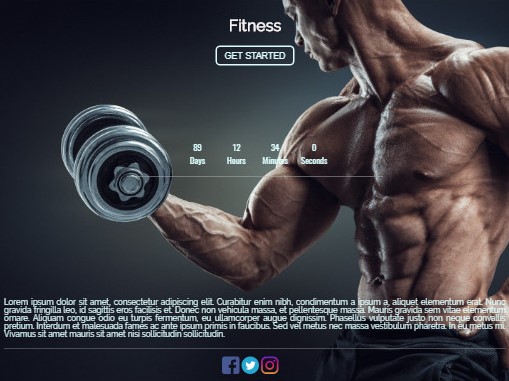 Fitness
GET STARTED
89 12 34 0
Days Hours Minutes Seconds
Lorem ipsum dolor sit amet, consectetur adipiscing elit. Curabitur enim nibh, condimentum a ipsum a, aliquet elementum erat. Nunc
gravida fringilla leo, id sagittis eros facilisis et. Donec non vehicula massa, et pellentesque massa. Mauris gravida sem vitae elementum
ornare. Aliquam congue odio eu turpis fermentum, eu ullamcorper augue dignissim. Phasellus vulputate justo non neque convallis
pretium. Interdum et malesuada fames ac ante ipsum primis in faucibus. Sed vel metus nec massa vestibulum pharetra. In eu metus mi.
Vivamus sit amet mauris sit amet nisi sollicitudin sollicitudin.